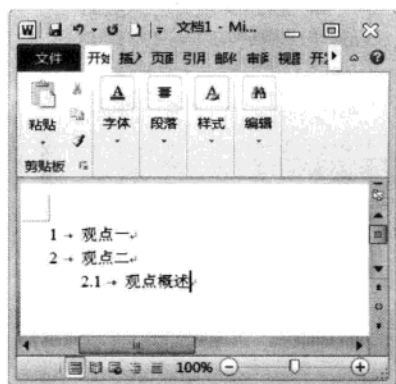 W 文档1 - Mi...
文件 开始 插入 页面 引用 邮件 审阅 视图 开发
粘贴 字体 段落 样式 编辑
剪贴板
1 → 观点一↵
2 → 观点二↵
2.1 → 观点概述↵
100%